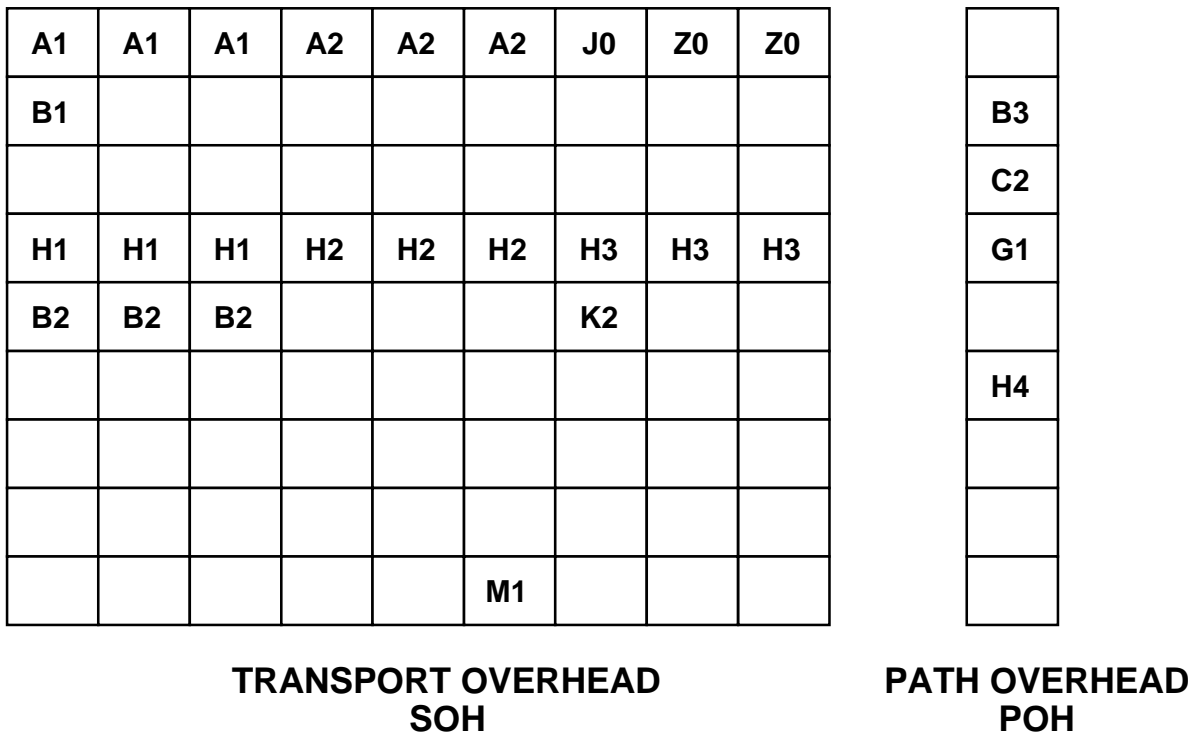 A1 A1 A1 A2 A2 A2 J0 Z0 Z0
B1 B3
C2
H1 H1 H1 H2 H2 H2 H3 H3 H3 G1
B2 B2 B2 K2
H4
M1
TRANSPORT OVERHEAD PATH OVERHEAD
SOH POH